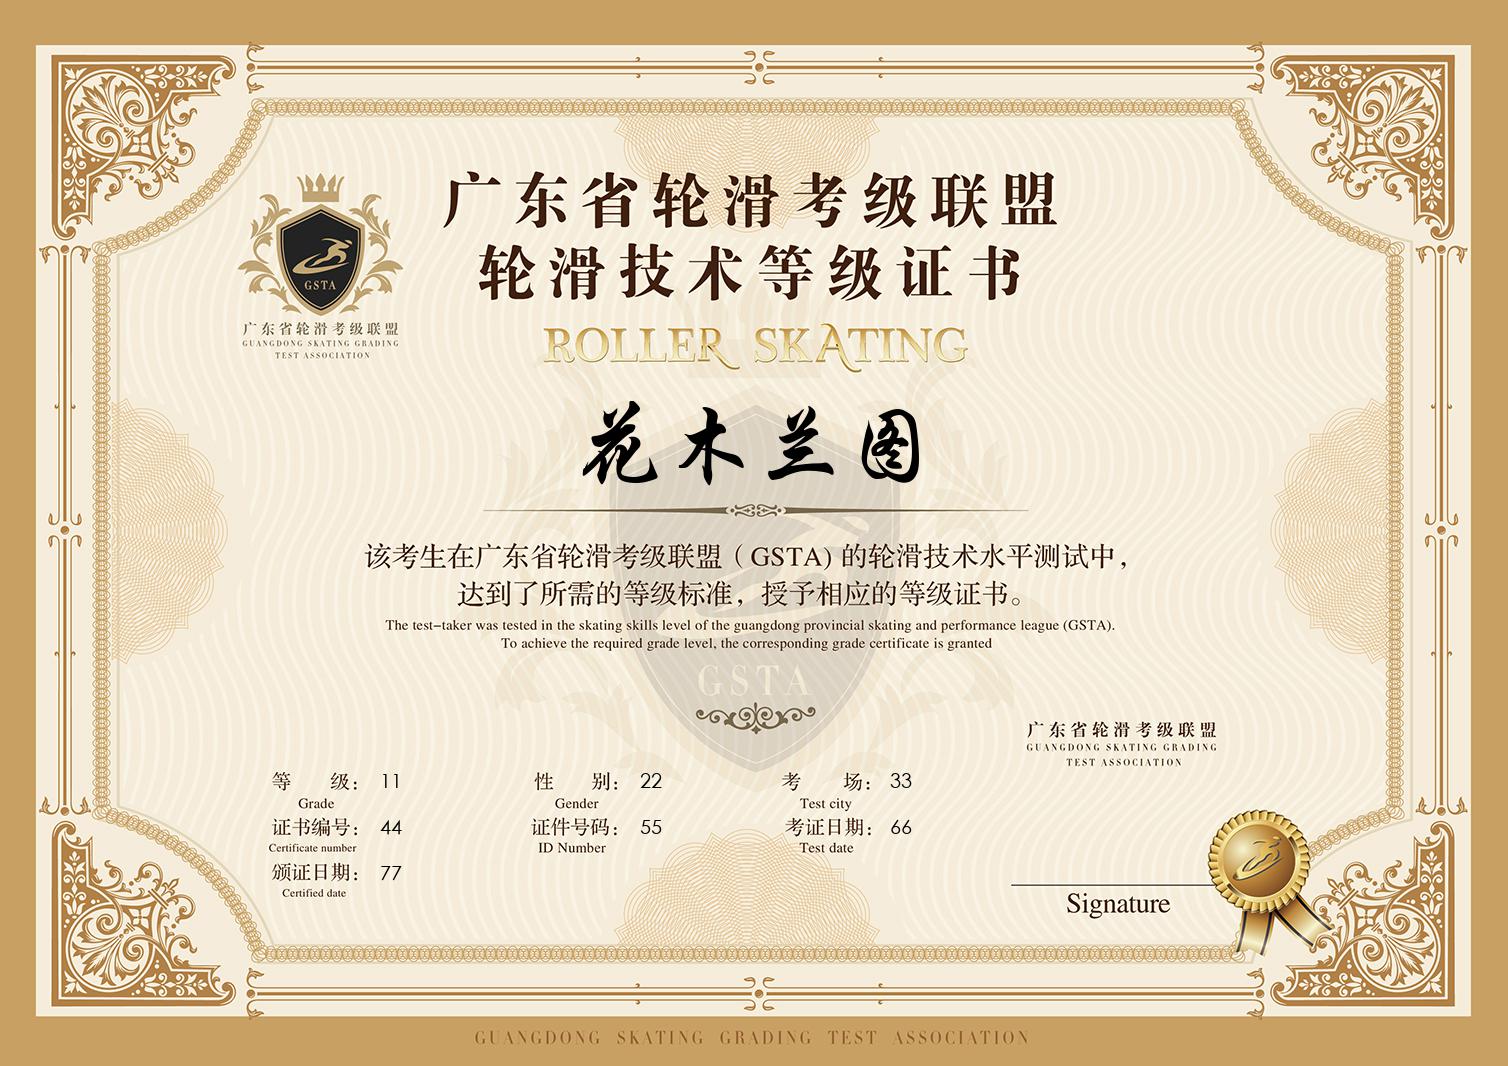 广东省轮滑考级联盟
轮滑技术等级证书
ROLLER SKATING
GSTA
广东省轮滑考级联盟
GUANGDONG SKATING GRADING
TEST ASSOCIATION
花木兰图
该考生在广东省轮滑考级联盟（GSTA) 的轮滑技术水平测试中，
达到了所需的等级标准，授予相应的等级证书。
The test-taker was tested in the skating skills level of the guangdong provincial skating and performance league (GSTA).
To achieve the required grade level, the corresponding grade certificate is granted
GSTA
广东省轮滑考级联盟
GUANGDONG SKATING GRADING
TEST ASSOCIATION
等 级： 11 性 别： 22 考 场： 33
Grade Gender Test city
证书编号： 44 证件号码： 55 考证日期： 66
Certificate number ID Number Test date
颁证日期： 77
Certified date
Signature
GUANGDONG SKATING GRADING TEST ASSOCIATION